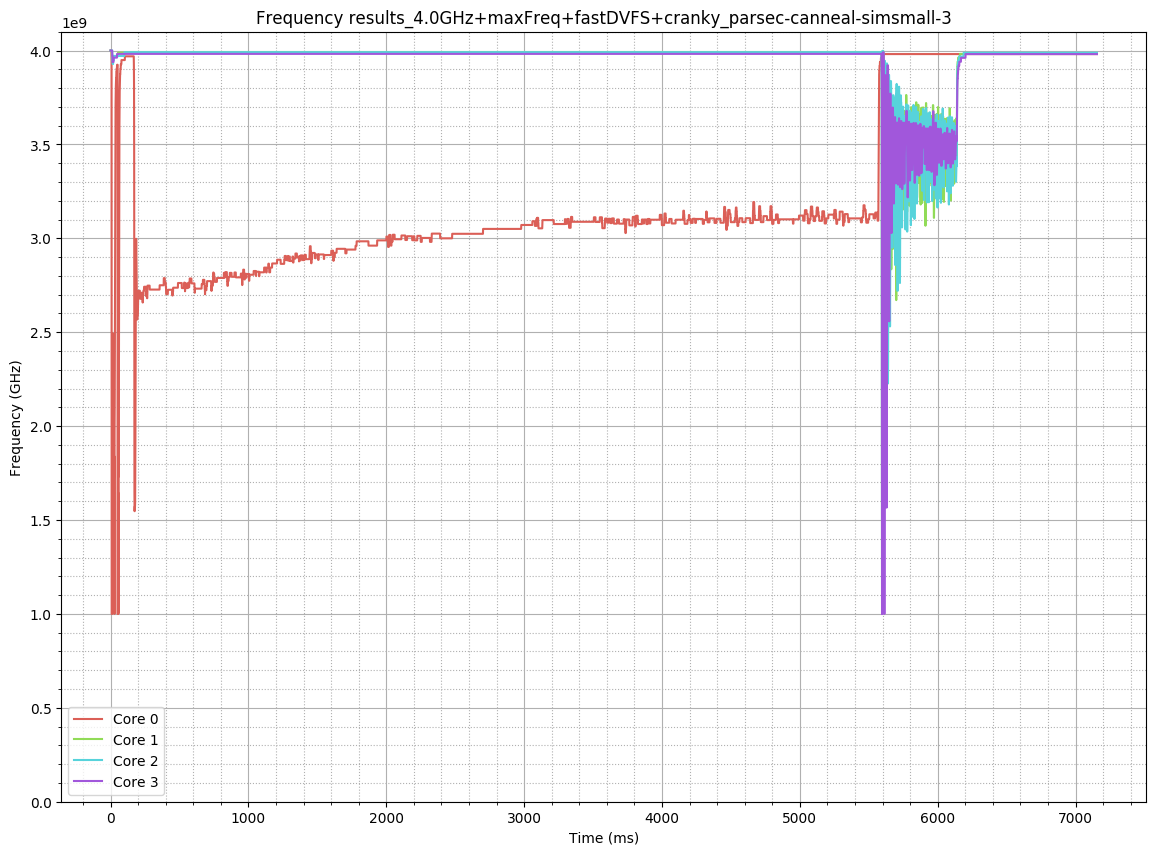 Frequency results_4.0GHz+maxFreq+fastDVFS+cranky_parsec-canneal-simsmall-3
1e9
4.0
3.5
3.0
2.5
2.0
1.5
1.0
0.5
0.0
Frequency (GHz)
Core 0
Core 1
Core 2
Core 3
0 1000 2000 3000 4000 5000 6000 7000
Time (ms)